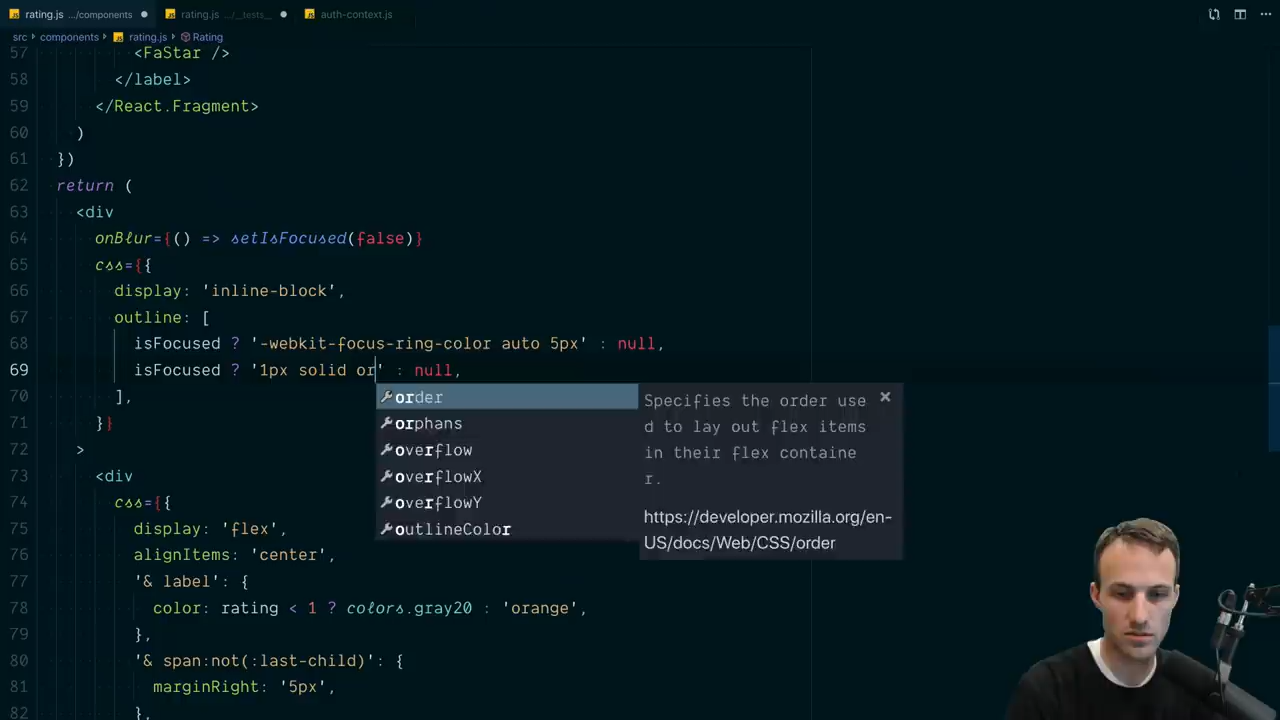 rating.js .../components
rating.js .../__tests__
auth-context.js
src > components > rating.js > Rating
57 <FaStar />
58 </label>
59 </React.Fragment>
60 )
61 })
62 return (
63 <div
64 onBlur={() => setIsFocused(false)}
65 css={{
66 display: 'inline-block',
67 outline: [
68 isFocused ? '-webkit-focus-ring-color auto 5px' : null,
69 isFocused ? '1px solid or' : null,
70 ],
71 }}
72 >
73 <div
74 css={{
75 display: 'flex',
76 alignItems: 'center',
77 '& label': {
78 color: rating < 1 ? colors.gray20 : 'orange',
79 },
80 '& span:not(:last-child)': {
81 marginRight: '5px',
82 },
order
orphans
overflow
overflowX
overflowY
outlineColor
Specifies the order use
d to lay out flex items
in their flex containe
r.
https://developer.mozilla.org/en-
US/docs/Web/CSS/order